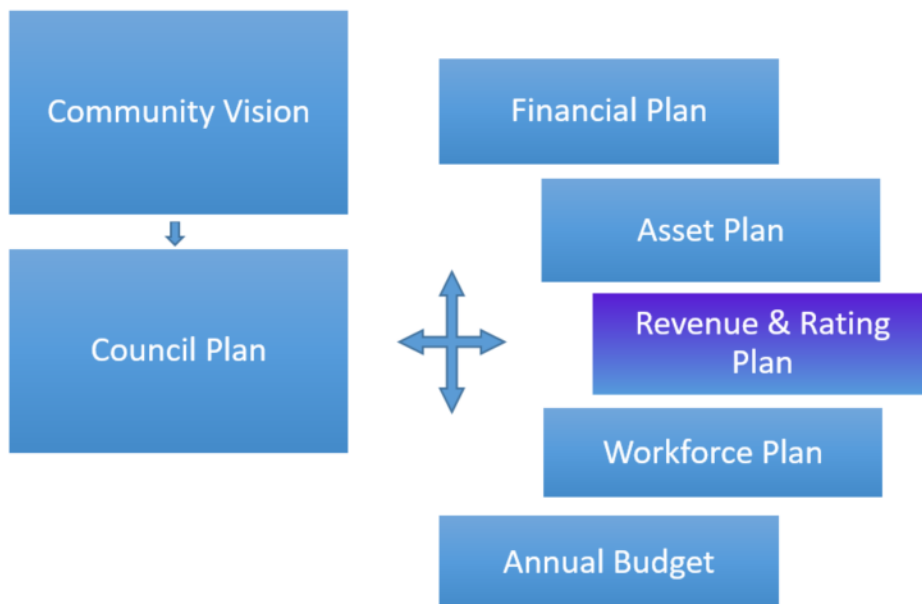 Community Vision
Council Plan
Financial Plan
Asset Plan
Revenue & Rating
Plan
Workforce Plan
Annual Budget